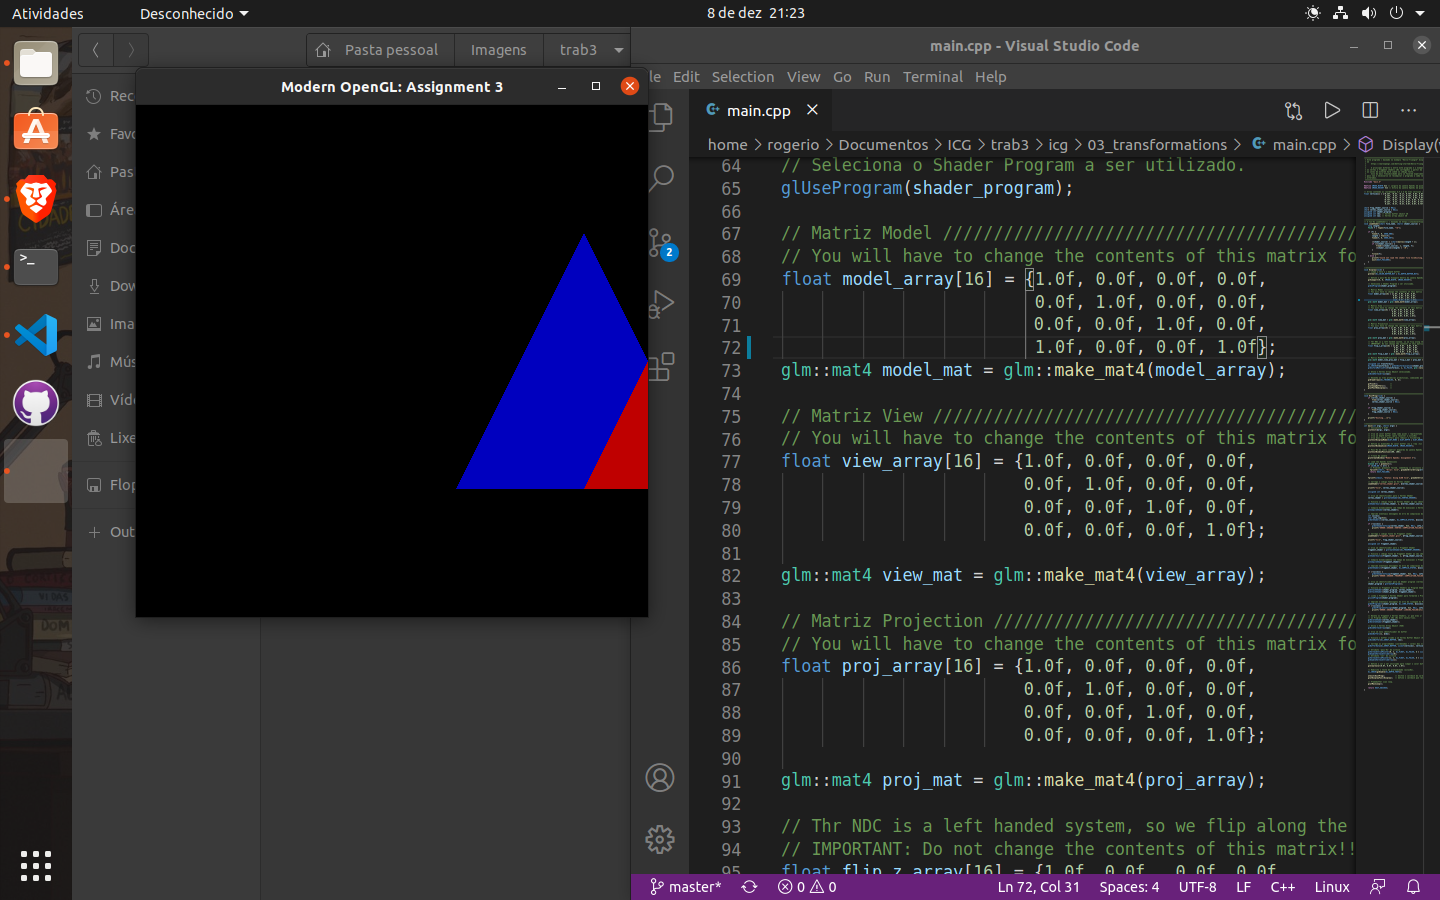 Atividades
Desconhecido
8 de dez 21:23
Pasta pessoal
Imagens
trab3
Rec
Favo
Pas
Áre
Doc
Dow
Ima
Mús
Víd
Lixe
Flop
Out
Modern OpenGL: Assignment 3
main.cpp - Visual Studio Code
le Edit Selection View Go Run Terminal Help
main.cpp
home > rogerio > Documentos > ICG > trab3 > icg > 03_transformations > main.cpp > Display(
2
64 // Seleciona o Shader Program a ser utilizado.
65 glUseProgram(shader_program);
66
67 // Matriz Model /////////////////////////////////////////
68 // You will have to change the contents of this matrix fo
69 float model_array[16] = {1.0f, 0.0f, 0.0f, 0.0f,
70 0.0f, 1.0f, 0.0f, 0.0f,
71 0.0f, 0.0f, 1.0f, 0.0f,
72 1.0f, 0.0f, 0.0f, 1.0f};
73 glm::mat4 model_mat = glm::make_mat4(model_array);
74
75 // Matriz View //////////////////////////////////////////
76 // You will have to change the contents of this matrix fo
77 float view_array[16] = {1.0f, 0.0f, 0.0f, 0.0f,
78 0.0f, 1.0f, 0.0f, 0.0f,
79 0.0f, 0.0f, 1.0f, 0.0f,
80 0.0f, 0.0f, 0.0f, 1.0f};
81
82 glm::mat4 view_mat = glm::make_mat4(view_array);
83
84 // Matriz Projection ////////////////////////////////////
85 // You will have to change the contents of this matrix fo
86 float proj_array[16] = {1.0f, 0.0f, 0.0f, 0.0f,
87 0.0f, 1.0f, 0.0f, 0.0f,
88 0.0f, 0.0f, 1.0f, 0.0f,
89 0.0f, 0.0f, 0.0f, 1.0f};
90
91 glm::mat4 proj_mat = glm::make_mat4(proj_array);
92
93 // Thr NDC is a left handed system, so we flip along the
94 // IMPORTANT: Do not change the contents of this matrix!!
95 float flip_z_array[16] = {1.0f, 0.0f, 0.0f, 0.0f,
master* 0 0 Ln 72, Col 31 Spaces: 4 UTF-8 LF C++ Linux